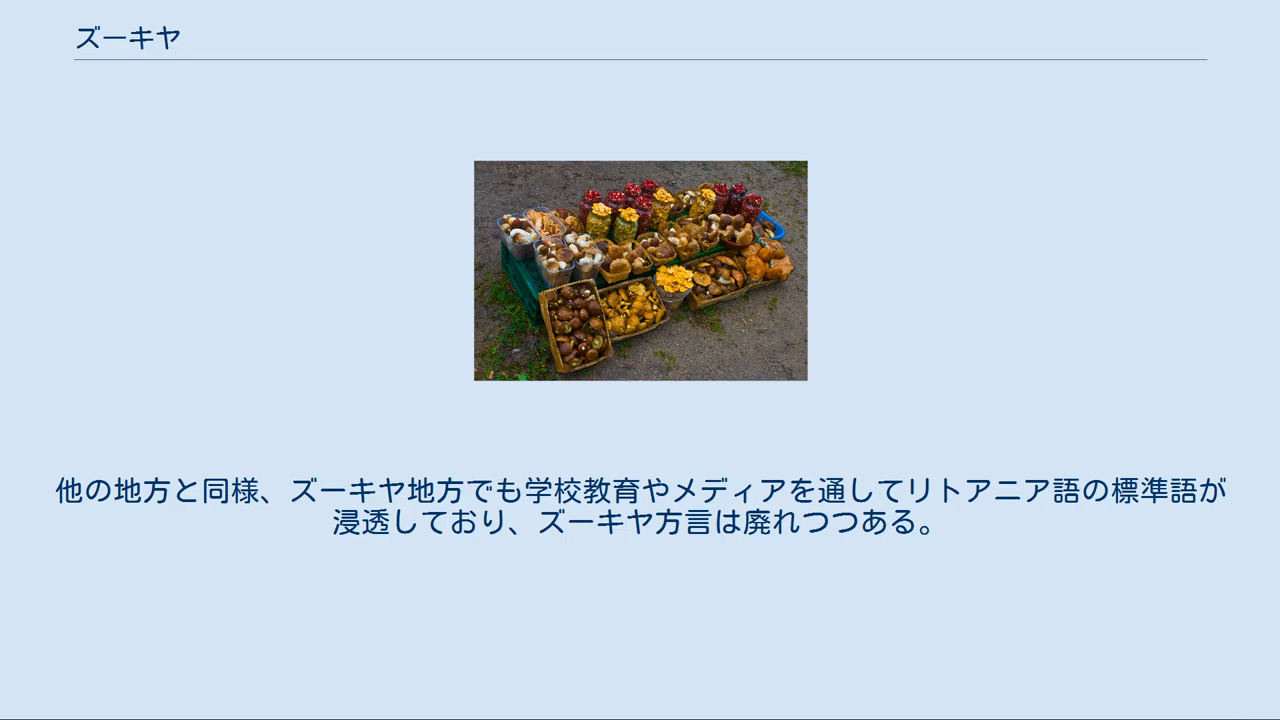 ズーキヤ
他の地方と同様、ズーキヤ地方でも学校教育やメディアを通してリトアニア語の標準語が
浸透しており、ズーキヤ方言は廃れつつある。